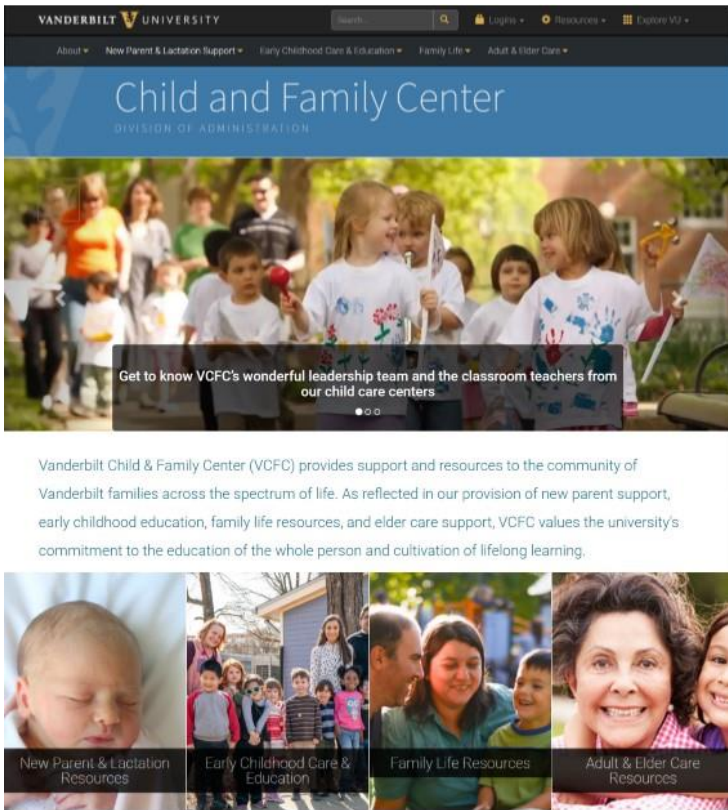 VANDERBILT V UNIVERSITY
Search...
Logins
Resources
Explore VU
About
New Parent & Lactation Support
Early Childhood Care & Education
Family Life
Adult & Elder Care
Child and Family Center
DIVISION OF ADMINISTRATION
Get to know VCFC's wonderful leadership team and the classroom teachers from
our child care centers
Vanderbilt Child & Family Center (VCFC) provides support and resources to the community of
Vanderbilt families across the spectrum of life. As reflected in our provision of new parent support,
early childhood education, family life resources, and elder care support, VCFC values the university's
commitment to the education of the whole person and cultivation of lifelong learning.
New Parent & Lactation
Resources
Early Childhood Care &
Education
Family Life Resources
Adult & Elder Care
Resources